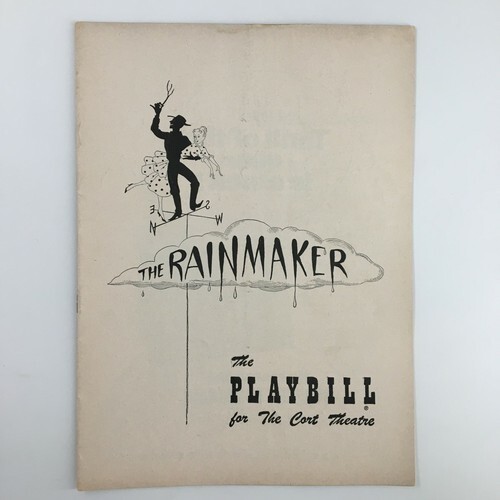 E S
N W
THE RAINMAKER
The
PLAYBILL®
for The Cort Theatre